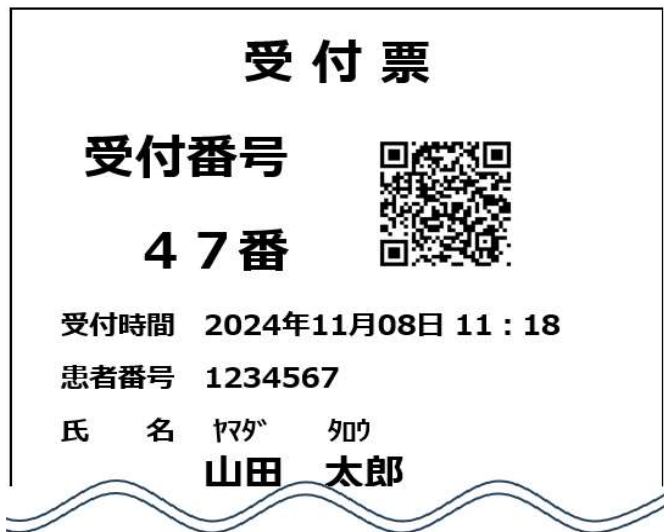 受付票
受付番号
４７番
受付時間 2024年11月08日 11：18
患者番号 1234567
氏　名 ﾔﾏﾀﾞ ﾀﾛｳ
山田 太郎